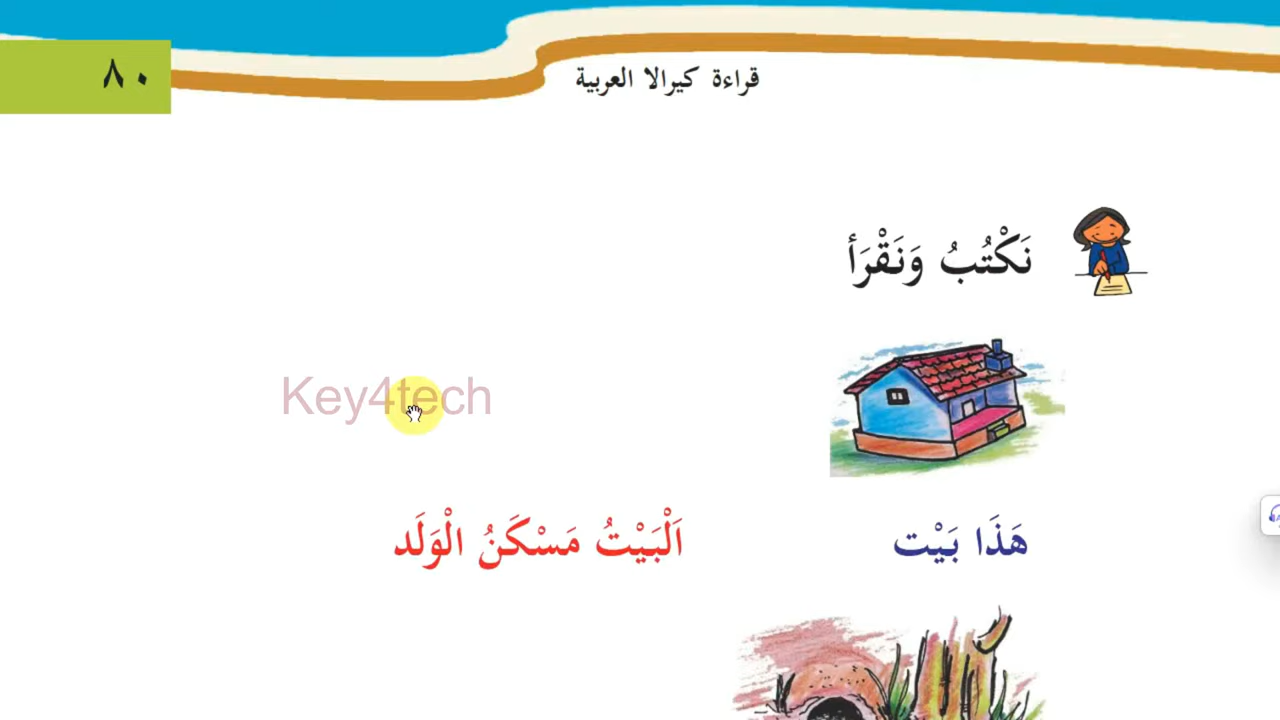 ٨٠
قراءة كيرالا العربية
نَكْتُبُ وَنَقْرَأ
Key4tech
هَذَا بَيْت
اَلْبَيْتُ مَسْكَنُ الْوَلَد